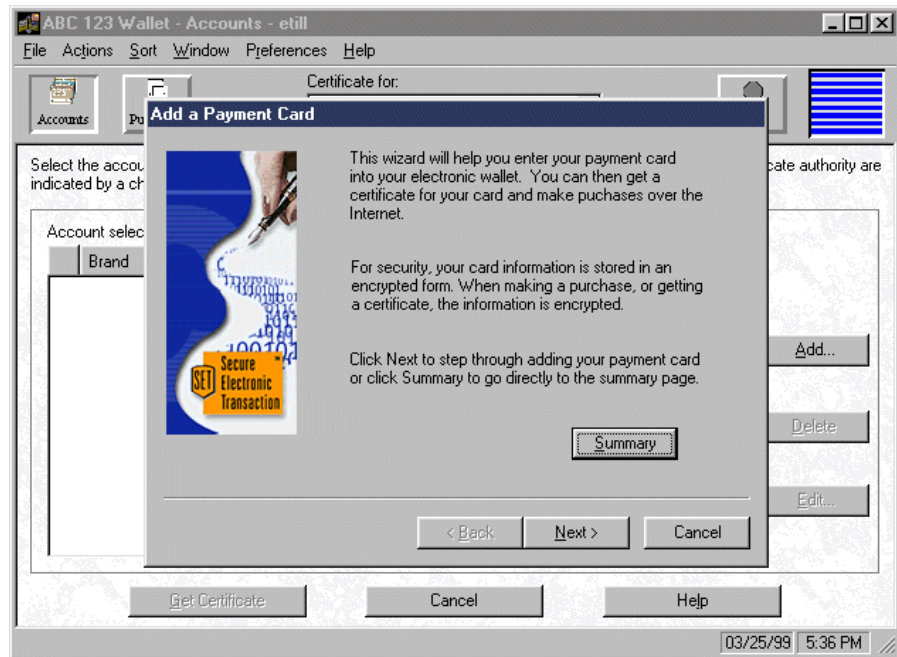 ABC 123 Wallet - Accounts - etill
File Actions Sort Window Preferences Help
Certificate for:
Accounts
Pu
Add a Payment Card
Select the accou
cate authority are
indicated by a ch
Account selec
Brand
This wizard will help you enter your payment card
into your electronic wallet. You can then get a
certificate for your card and make puchases over the
Internet.
For security, your card information is stored in an
encrypted form. When making a purchase, or getting
a certificate, the information is encrypted.
Click Next to step through adding your payment card
or click Summary to go directly to the summary page.
SET Secure Electronic Transaction ™
Summary
Add...
Delete
Edit...
< Back Next > Cancel
Get Certificate Cancel Help
03/25/99 5:36 PM